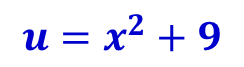 u = x² + 9